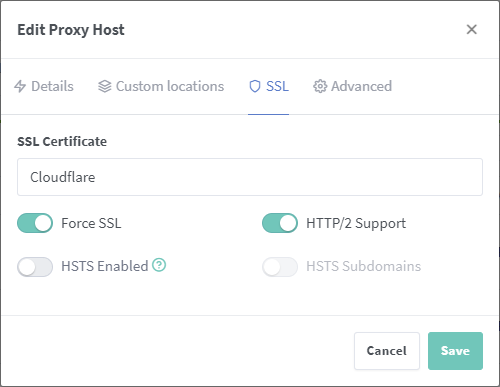 Edit Proxy Host
Details Custom locations SSL Advanced
SSL Certificate
Cloudflare
Force SSL HTTP/2 Support
HSTS Enabled ? HSTS Subdomains
Cancel Save